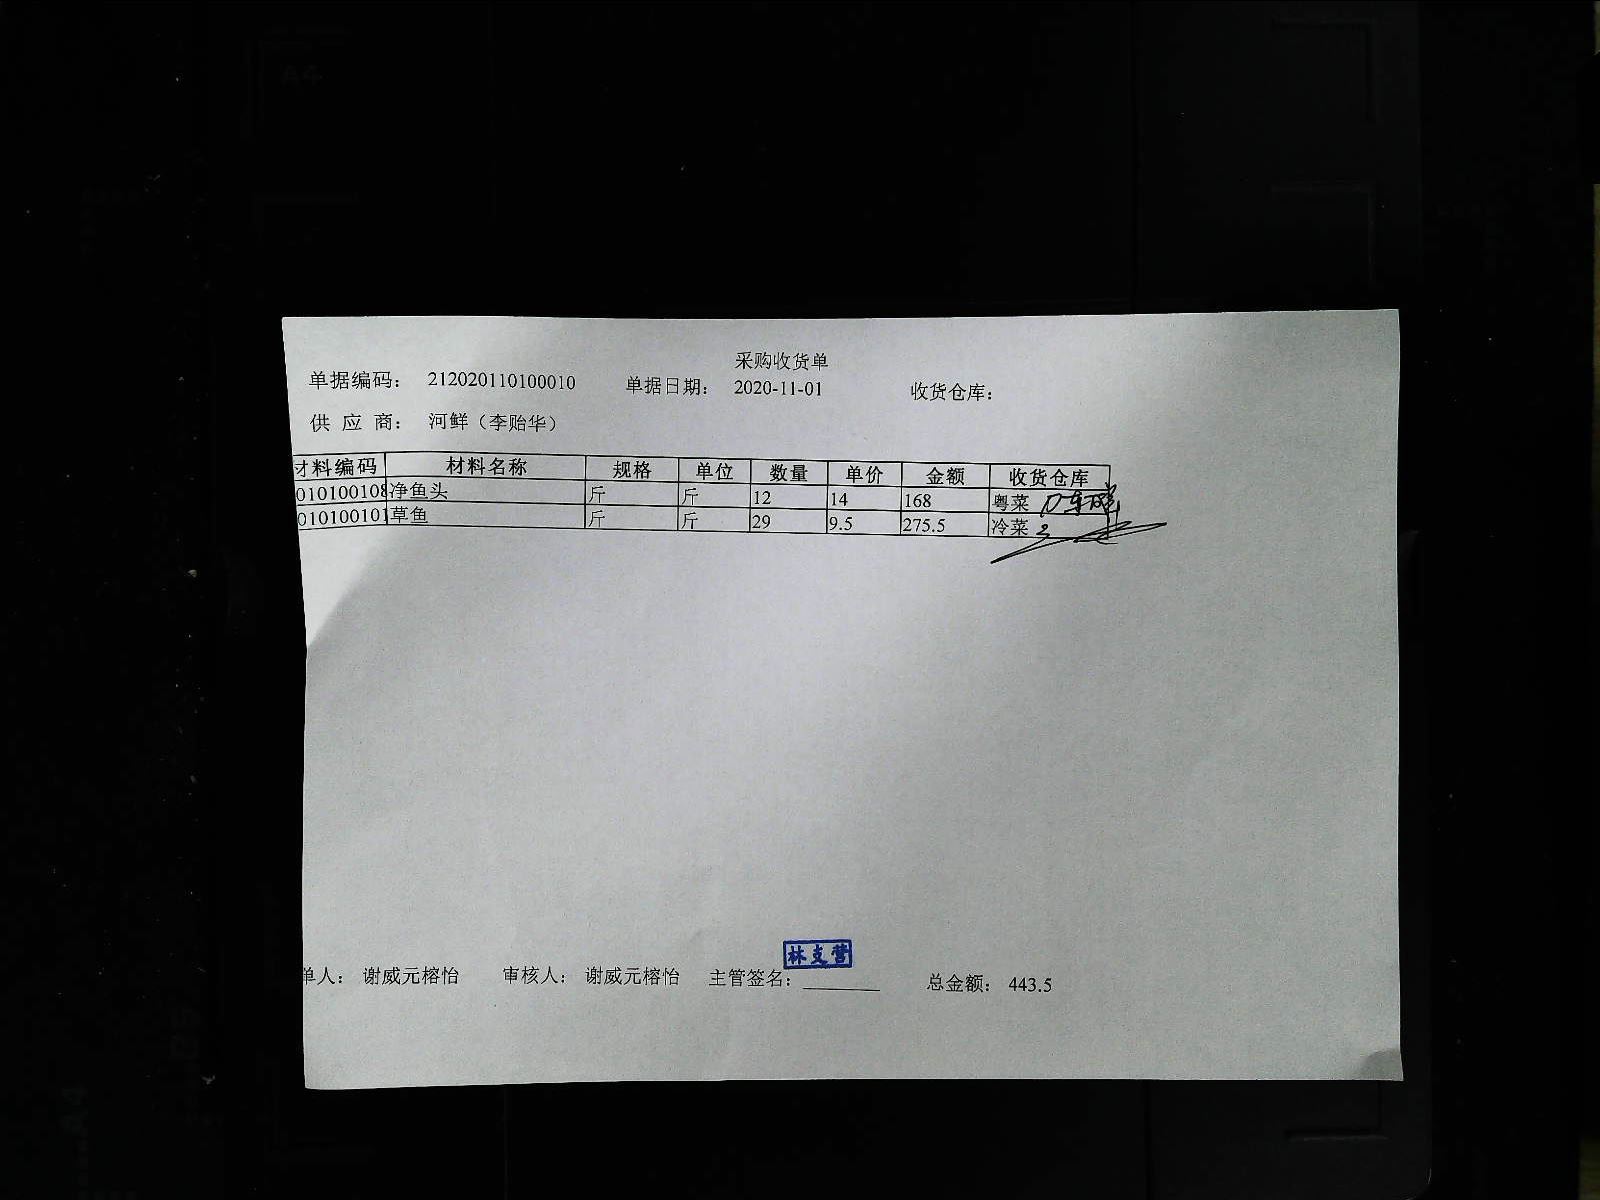 采购收货单
单据编码： 212020110100010 单据日期： 2020-11-01 收货仓库：
供 应 商： 河鲜（李贻华）
材料编码 材料名称 规格 单位 数量 单价 金额 收货仓库
010100108 净鱼头 斤 斤 12 14 168 粤菜
010100101 草鱼 斤 斤 29 9.5 275.5 冷菜
林支营
单人： 谢威元榕怡 审核人： 谢威元榕怡 主管签名： 总金额： 443.5